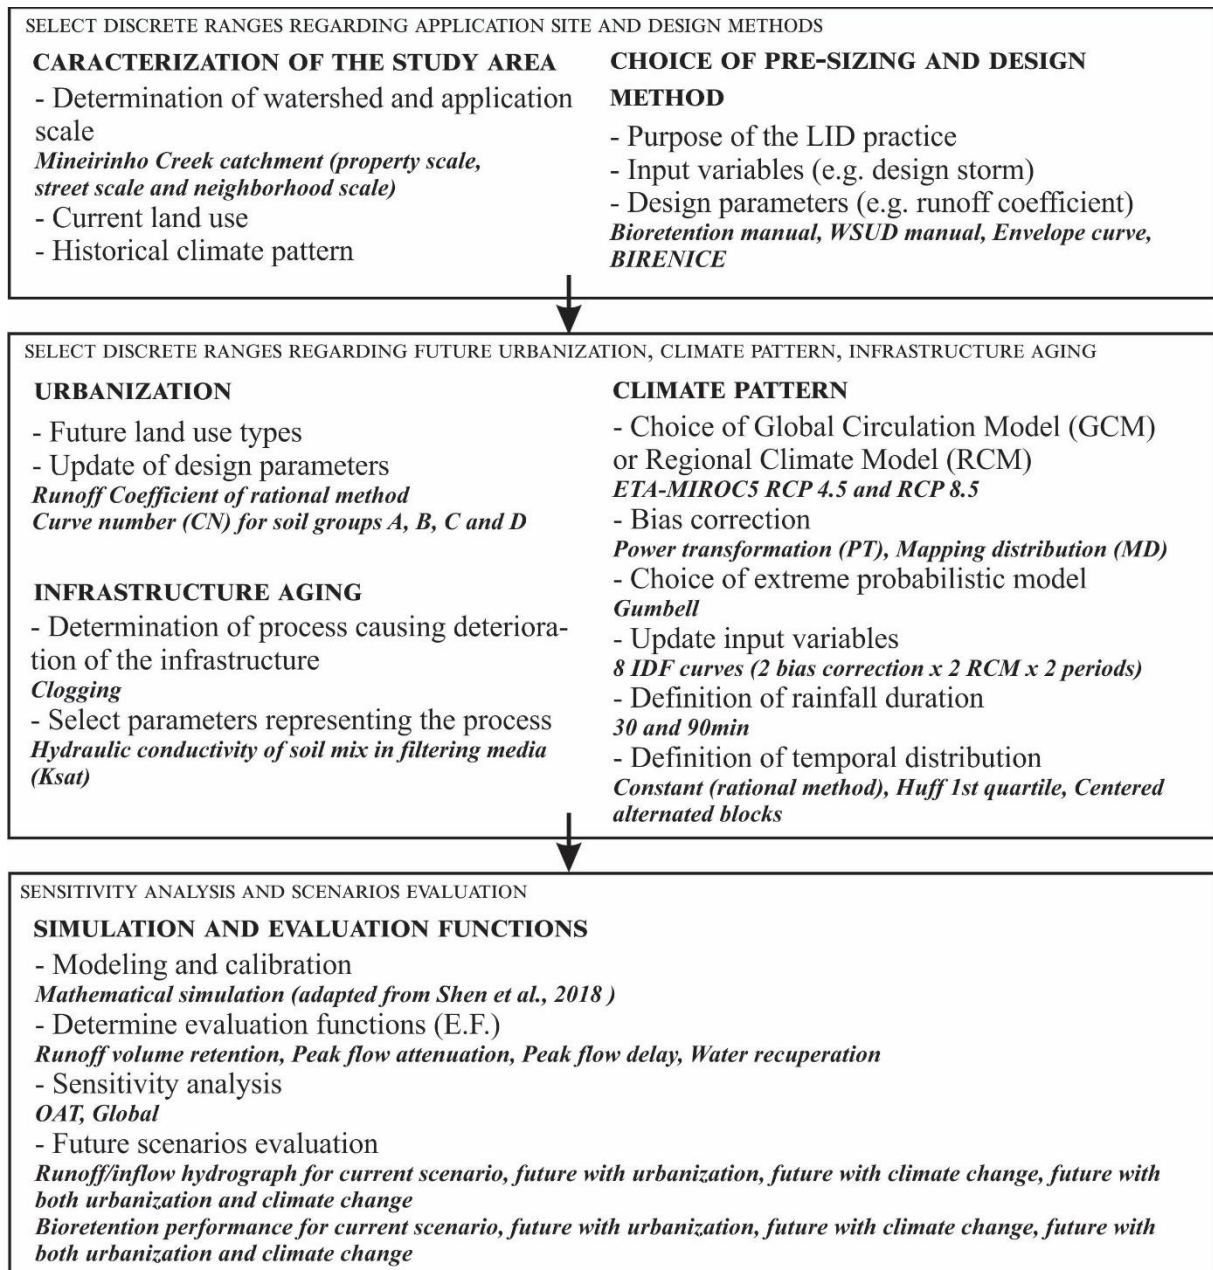 SELECT DISCRETE RANGES REGARDING APPLICATION SITE AND DESIGN METHODS
CARACTERIZATION OF THE STUDY AREA
- Determination of watershed and application
scale
Mineirinho Creek catchment (property scale,
street scale and neighborhood scale)
- Current land use
- Historical climate pattern
CHOICE OF PRE-SIZING AND DESIGN
METHOD
- Purpose of the LID practice
- Input variables (e.g. design storm)
- Design parameters (e.g. runoff coefficient)
Bioretention manual, WSUD manual, Envelope curve,
BIRENICE
SELECT DISCRETE RANGES REGARDING FUTURE URBANIZATION, CLIMATE PATTERN, INFRASTRUCTURE AGING
URBANIZATION
- Future land use types
- Update of design parameters
Runoff Coefficient of rational method
Curve number (CN) for soil groups A, B, C and D
INFRASTRUCTURE AGING
- Determination of process causing deteriora-
tion of the infrastructure
Clogging
- Select parameters representing the process
Hydraulic conductivity of soil mix in filtering media
(Ksat)
CLIMATE PATTERN
- Choice of Global Circulation Model (GCM)
or Regional Climate Model (RCM)
ETA-MIROC5 RCP 4.5 and RCP 8.5
- Bias correction
Power transformation (PT), Mapping distribution (MD)
- Choice of extreme probabilistic model
Gumbell
- Update input variables
8 IDF curves (2 bias correction x 2 RCM x 2 periods)
- Definition of rainfall duration
30 and 90min
- Definition of temporal distribution
Constant (rational method), Huff 1st quartile, Centered
alternated blocks
SENSITIVITY ANALYSIS AND SCENARIOS EVALUATION
SIMULATION AND EVALUATION FUNCTIONS
- Modeling and calibration
Mathematical simulation (adapted from Shen et al., 2018 )
- Determine evaluation functions (E.F.)
Runoff volume retention, Peak flow attenuation, Peak flow delay, Water recuperation
- Sensitivity analysis
OAT, Global
- Future scenarios evaluation
Runoff/inflow hydrograph for current scenario, future with urbanization, future with climate change, future with
both urbanization and climate change
Bioretention performance for current scenario, future with urbanization, future with climate change, future with
both urbanization and climate change